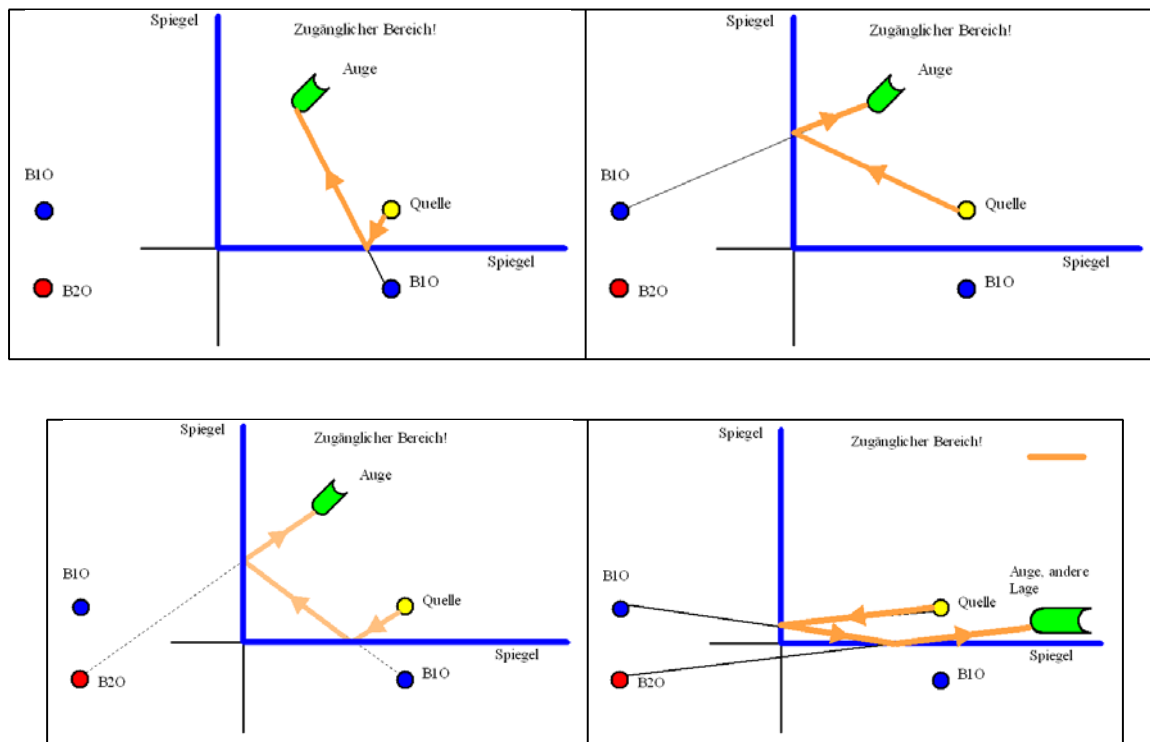 Spiegel
Zugänglicher Bereich!
Auge
B1O
Quelle
Spiegel
B2O
B1O
Spiegel
Zugänglicher Bereich!
Auge
B1O
Quelle
Spiegel
B2O
B1O
Spiegel
Zugänglicher Bereich!
Auge
B1O
Quelle
Spiegel
B2O
B1O
Spiegel
Zugänglicher Bereich!
Auge, andere
Lage
B1O
Quelle
Spiegel
B2O
B1O